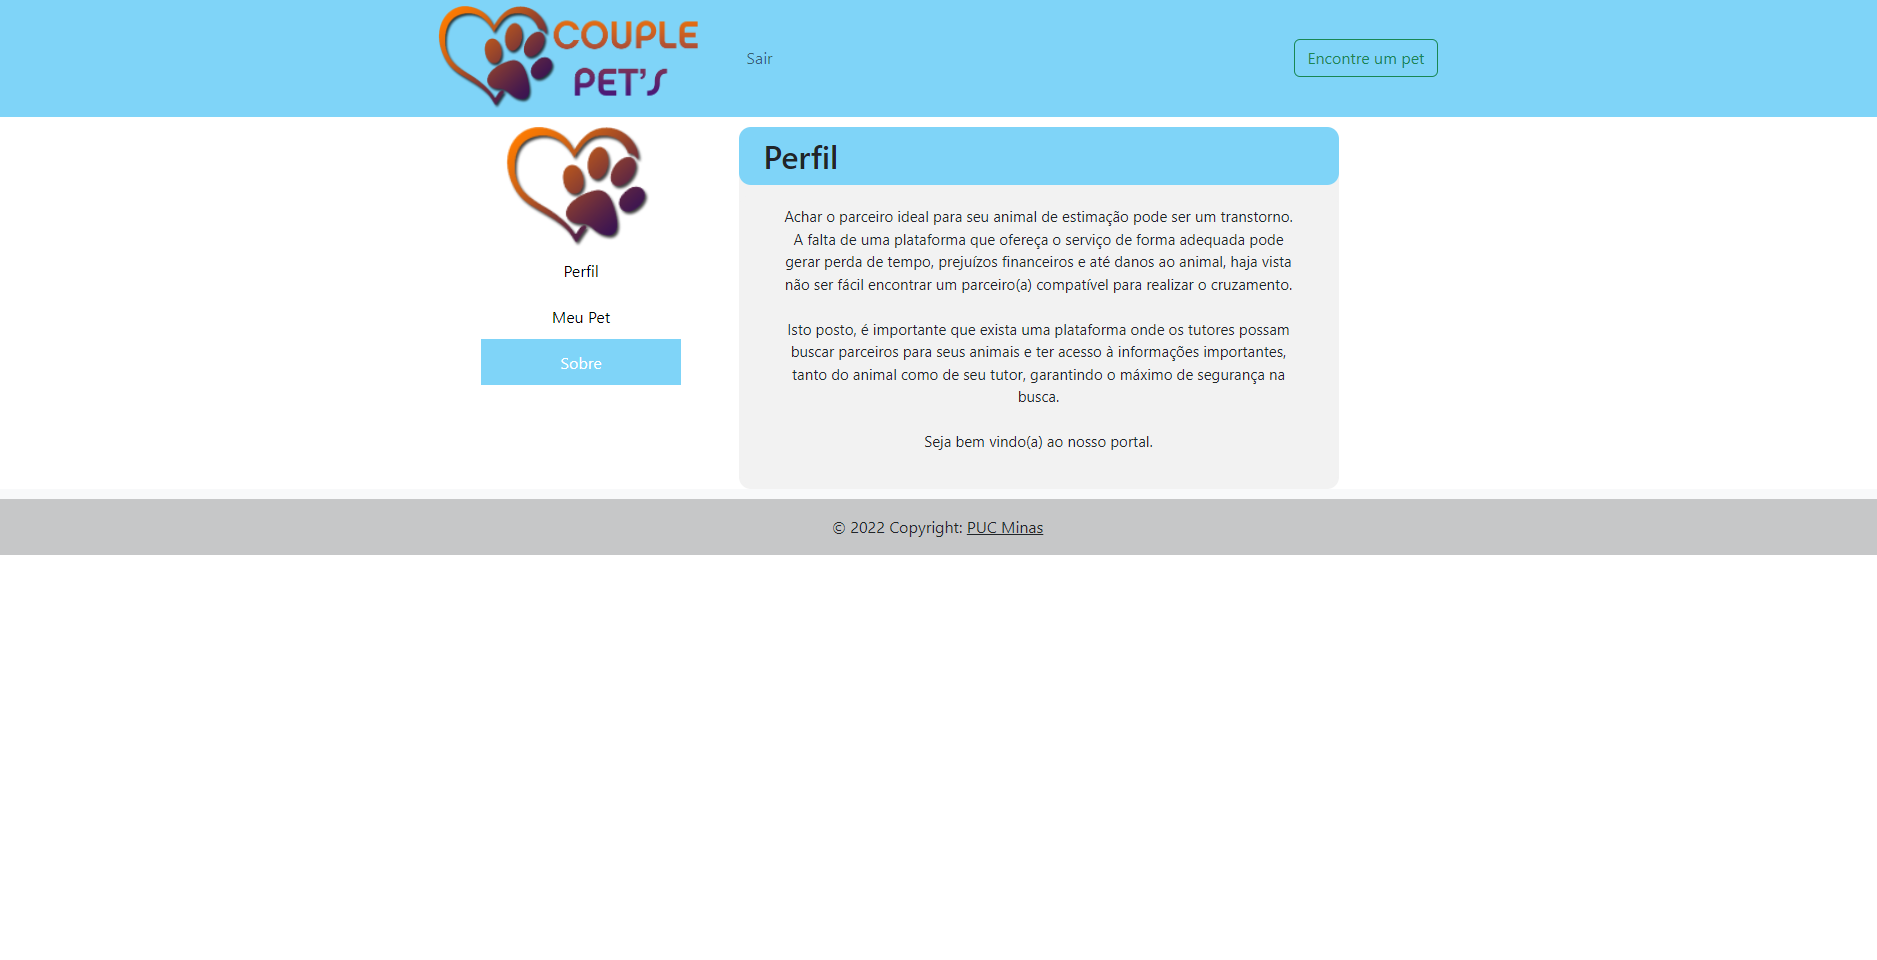 COUPLE
PET'S
Sair
Encontre um pet
Perfil
Meu Pet
Sobre
Perfil
Achar o parceiro ideal para seu animal de estimação pode ser um transtorno.
A falta de uma plataforma que ofereça o serviço de forma adequada pode
gerar perda de tempo, prejuízos financeiros e até danos ao animal, haja vista
não ser fácil encontrar um parceiro(a) compatível para realizar o cruzamento.
Isto posto, é importante que exista uma plataforma onde os tutores possam
buscar parceiros para seus animais e ter acesso à informações importantes,
tanto do animal como de seu tutor, garantindo o máximo de segurança na
busca.
Seja bem vindo(a) ao nosso portal.
© 2022 Copyright: PUC Minas